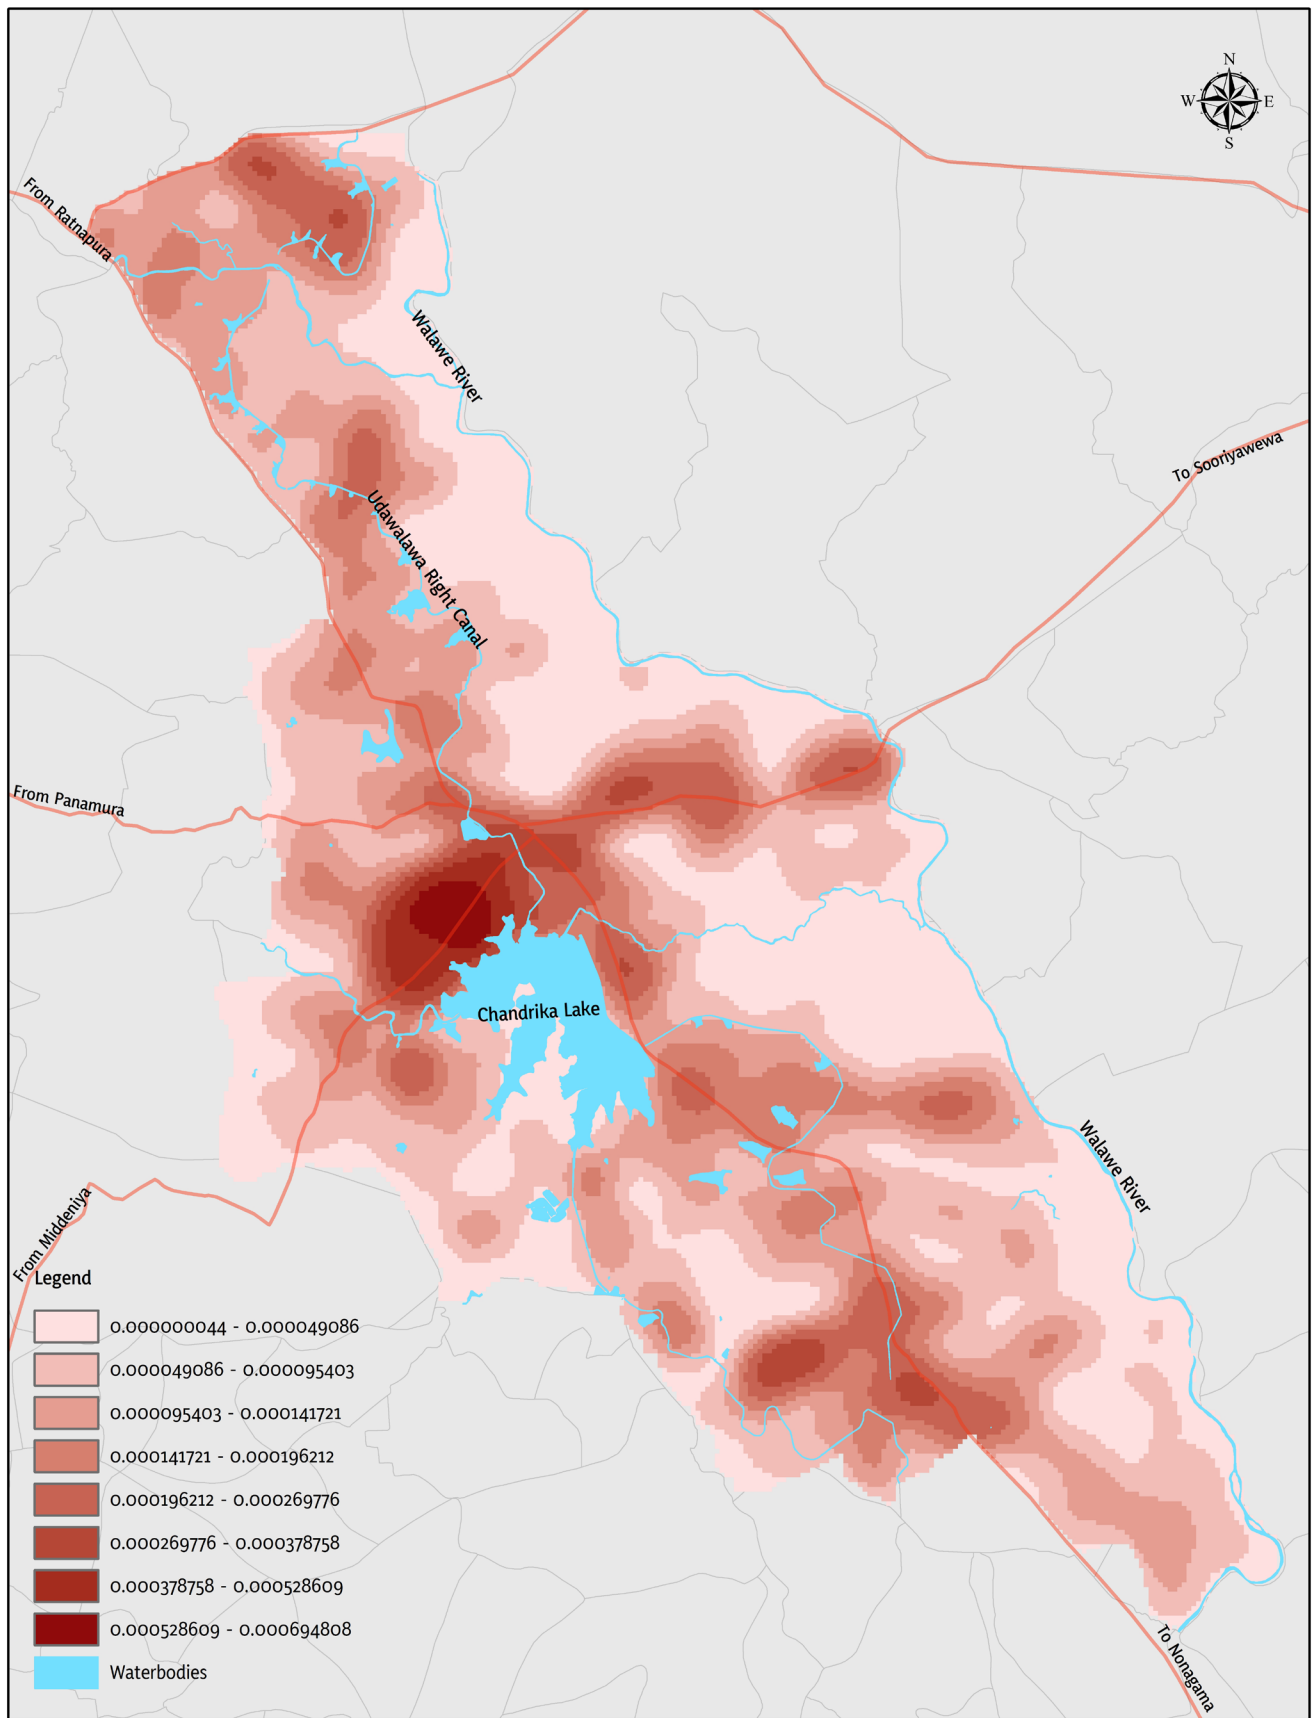 N
W
E
S
From Ratnapura
Walawe River
To Sooriyawewa
Udawalawa Right Canal
From Panamura
Chandrika Lake
Walawe River
From Middeniya
Legend
0.000000044 - 0.000049086
0.000049086 - 0.000095403
0.000095403 - 0.000141721
0.000141721 - 0.000196212
0.000196212 - 0.000269776
0.000269776 - 0.000378758
0.000378758 - 0.000528609
0.000528609 - 0.000694808
Waterbodies
To Nonagama